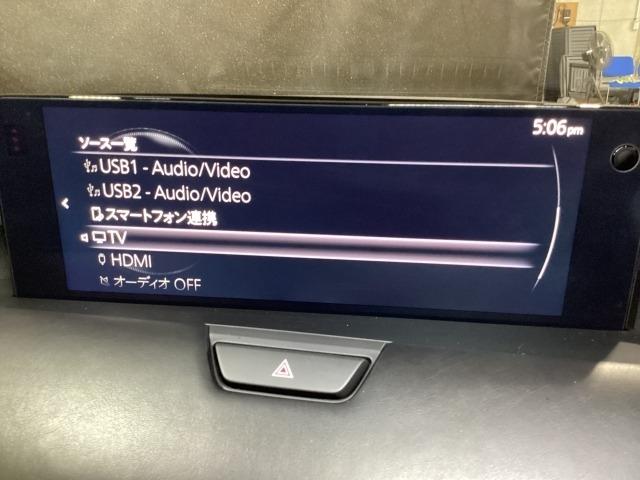 5:06pm
ソース一覧
USB1 - Audio/Video
USB2 - Audio/Video
スマートフォン連携
TV
HDMI
オーディオ OFF